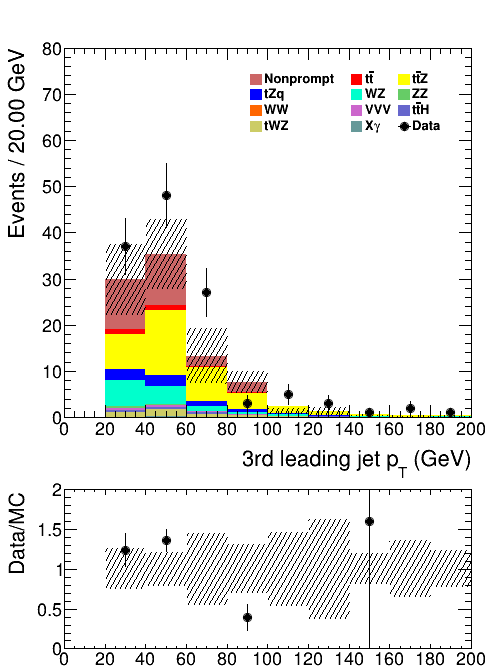 Events / 20.00 GeV
80
70
60
50
40
30
20
10
0
Nonprompt tt̄ tt̄Z
tZq WZ ZZ
WW VVV tt̄H
tWZ Xγ Data
0 20 40 60 80 100 120 140 160 180 200
3rd leading jet p_T (GeV)
Data/MC
2
1.5
1
0.5
0
0 20 40 60 80 100 120 140 160 180 200